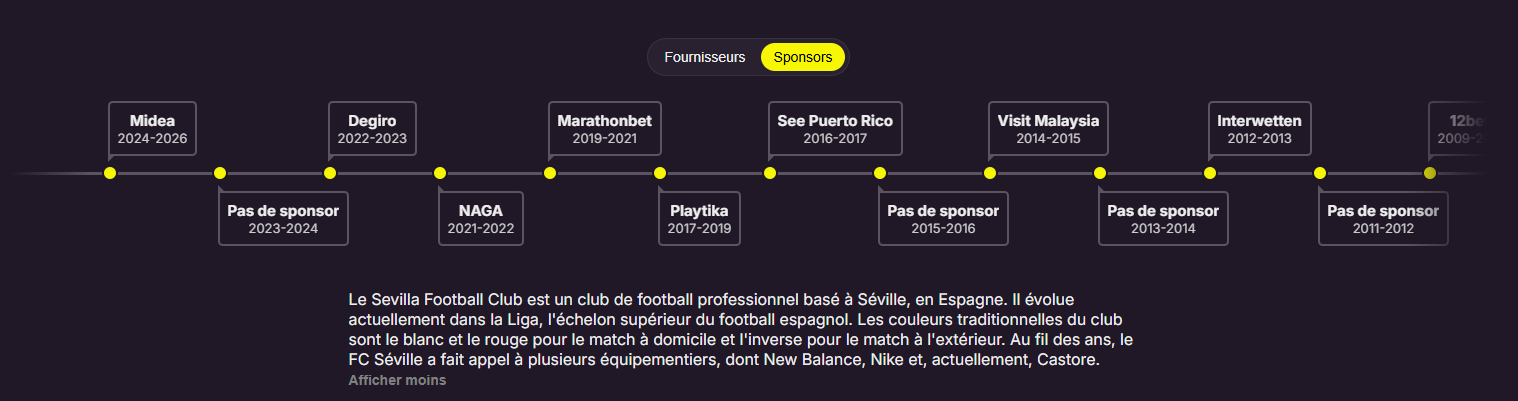 Fournisseurs Sponsors
Midea
2024-2026
Degiro
2022-2023
Marathonbet
2019-2021
See Puerto Rico
2016-2017
Visit Malaysia
2014-2015
Interwetten
2012-2013
Pas de sponsor
2023-2024
NAGA
2021-2022
Playtika
2017-2019
Pas de sponsor
2015-2016
Pas de sponsor
2013-2014
Pas de sponsor
2011-2012
Le Sevilla Football Club est un club de football professionnel basé à Séville, en Espagne. Il évolue
actuellement dans la Liga, l'échelon supérieur du football espagnol. Les couleurs traditionnelles du club
sont le blanc et le rouge pour le match à domicile et l'inverse pour le match à l'extérieur. Au fil des ans, le
FC Séville a fait appel à plusieurs équipementiers, dont New Balance, Nike et, actuellement, Castore.
Afficher moins